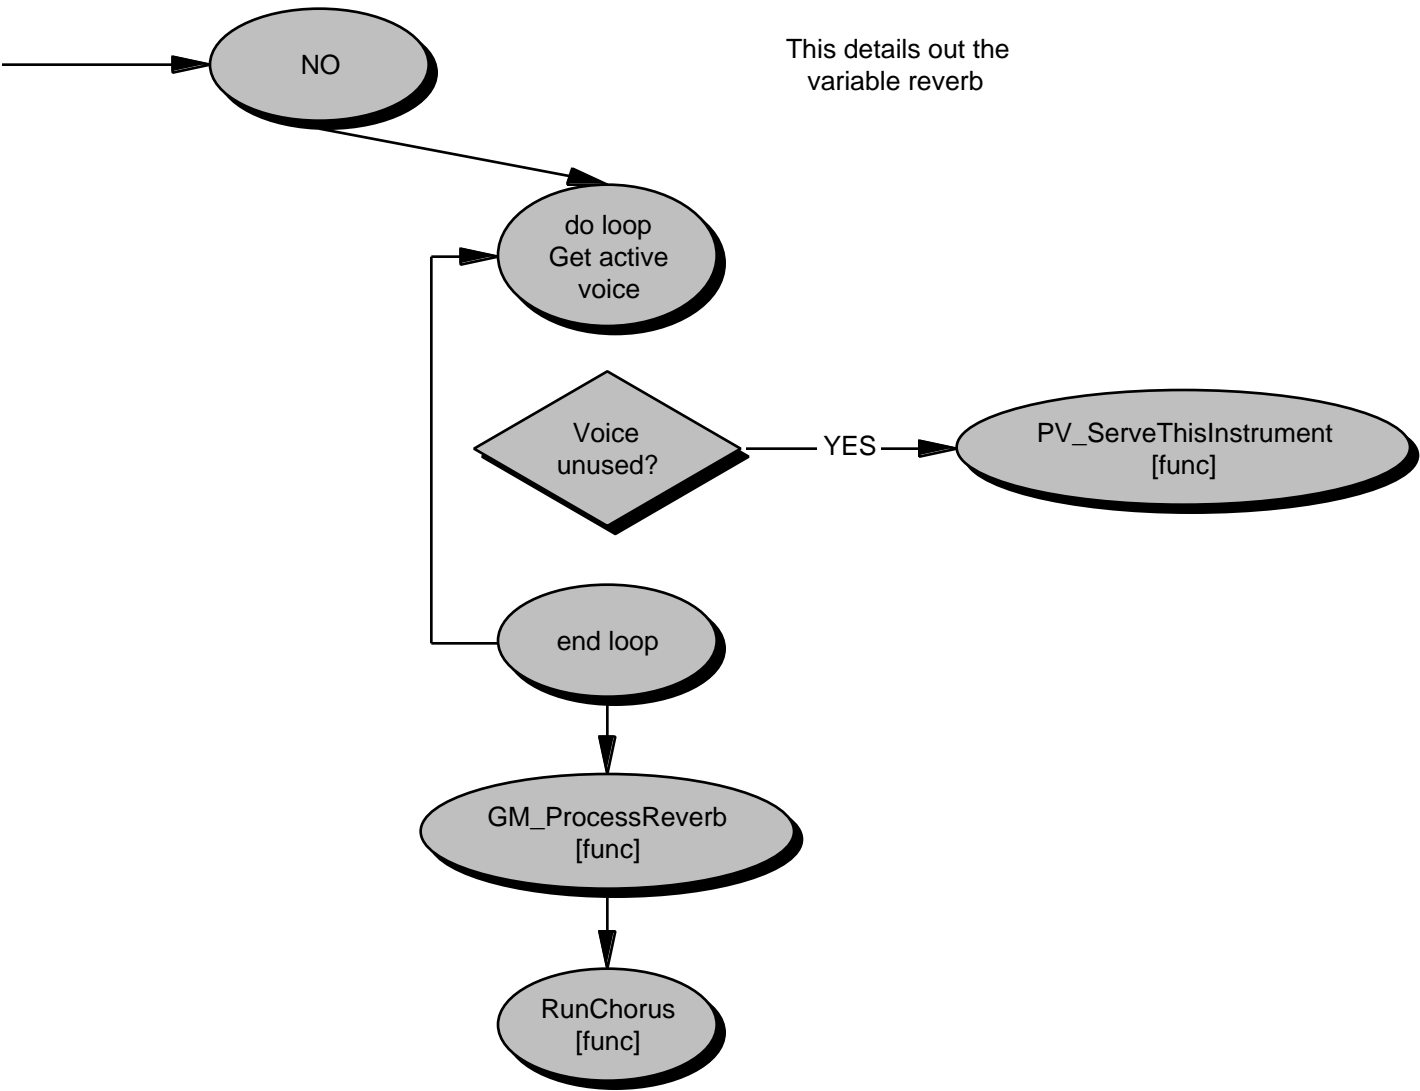 NO
This details out the
variable reverb
do loop
Get active
voice
Voice
unused?
YES
PV_ServeThisInstrument
[func]
end loop
GM_ProcessReverb
[func]
RunChorus
[func]